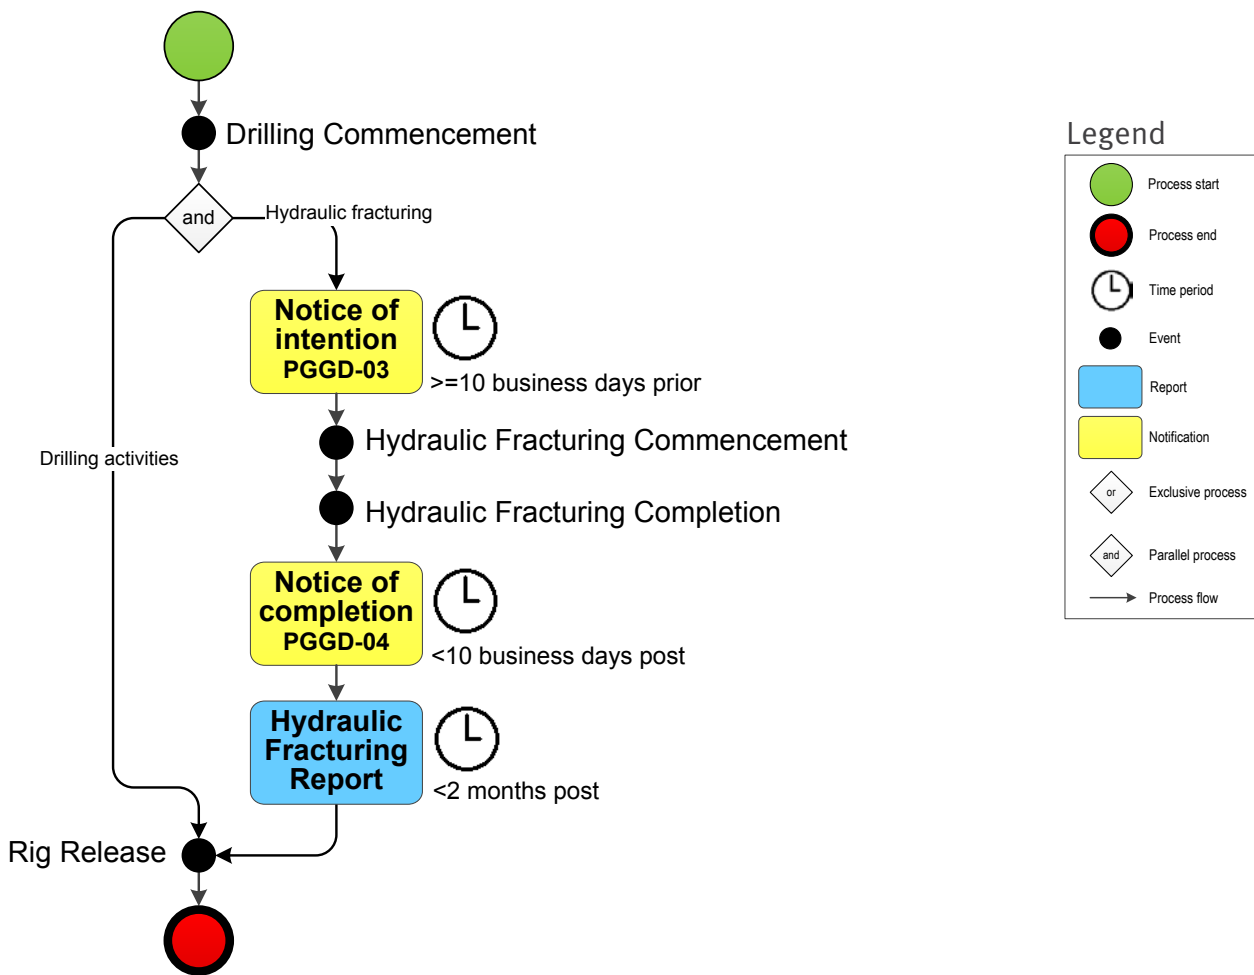 Drilling Commencement
and
Hydraulic fracturing
Notice of
intention
PGGD-03
>=10 business days prior
Hydraulic Fracturing Commencement
Drilling activities
Hydraulic Fracturing Completion
Notice of
completion
PGGD-04
<10 business days post
Hydraulic
Fracturing
Report
<2 months post
Rig Release
Legend
Process start
Process end
Time period
Event
Report
Notification
or
Exclusive process
and
Parallel process
Process flow